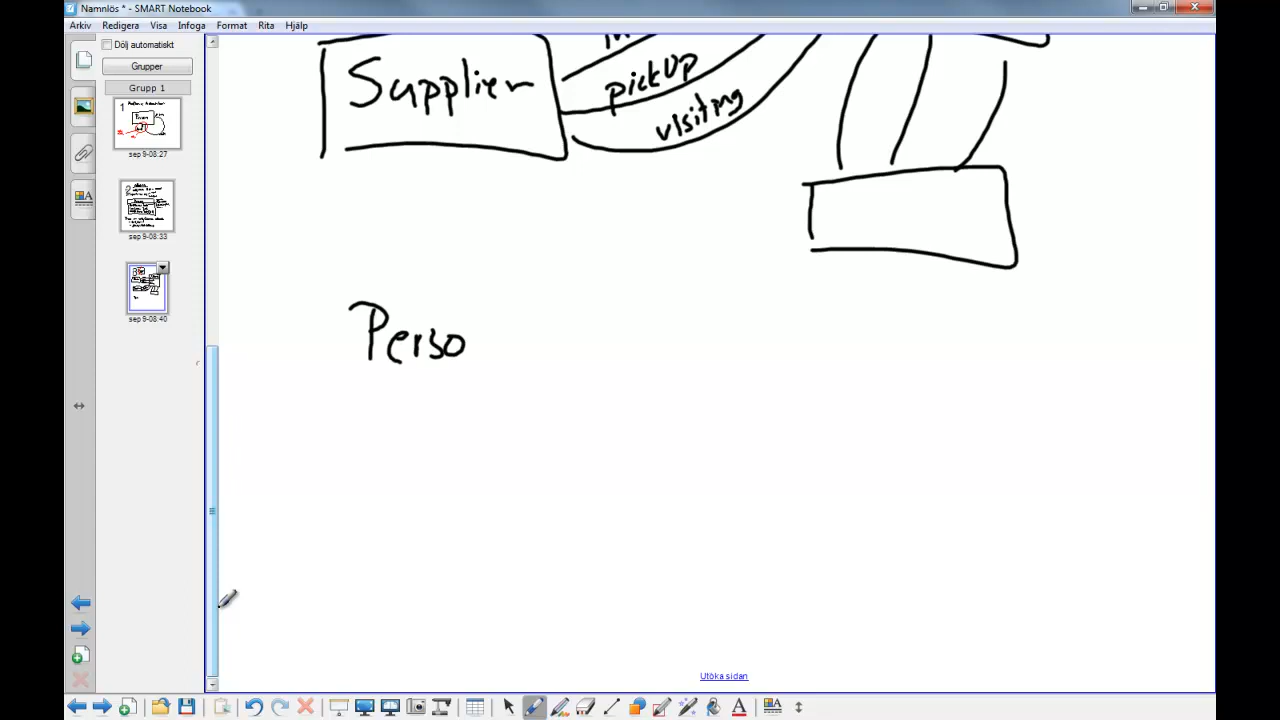 Namnlös * - SMART Notebook
Arkiv Redigera Visa Infoga Format Rita Hjälp
Dölj automatiskt
Grupper
Grupp 1
sep 9-08:27
sep 9-08:33
sep 9-08:40
Supplier
pickUp
visiting
Perso
Utöka sidan